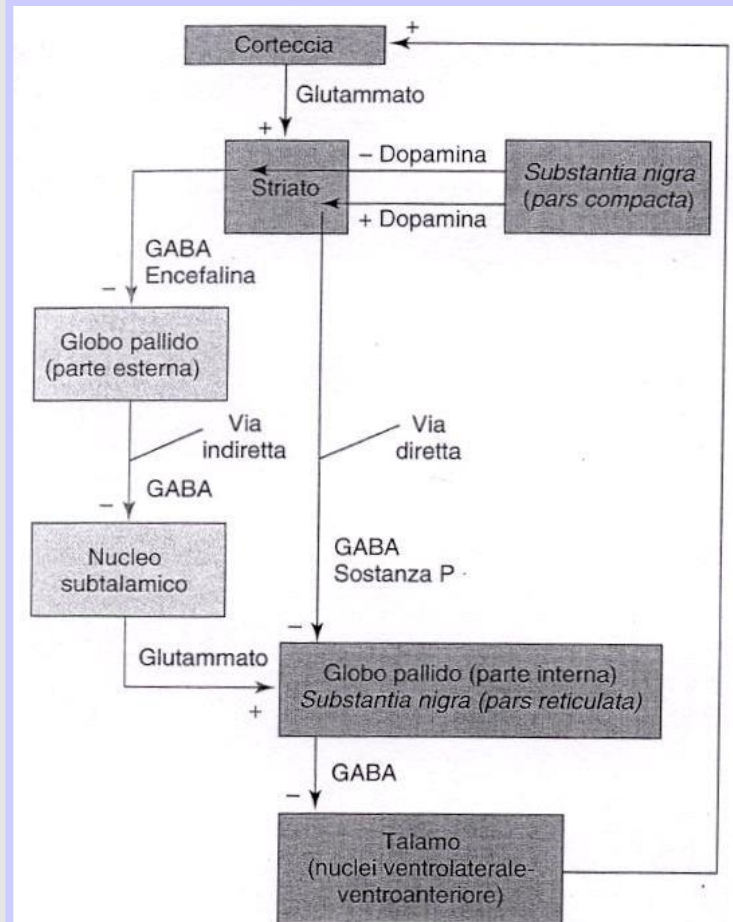 +
Corteccia
Glutammato
+
– Dopamina
Striato
Substantia nigra
(pars compacta)
+ Dopamina
GABA
Encefalina
–
Globo pallido
(parte esterna)
Via
indiretta
Via
diretta
GABA
–
Nucleo
subtalamico
GABA
Sostanza P
–
Glutammato
+
Globo pallido (parte interna)
Substantia nigra (pars reticulata)
GABA
–
Talamo
(nuclei ventrolaterale-
ventroanteriore)